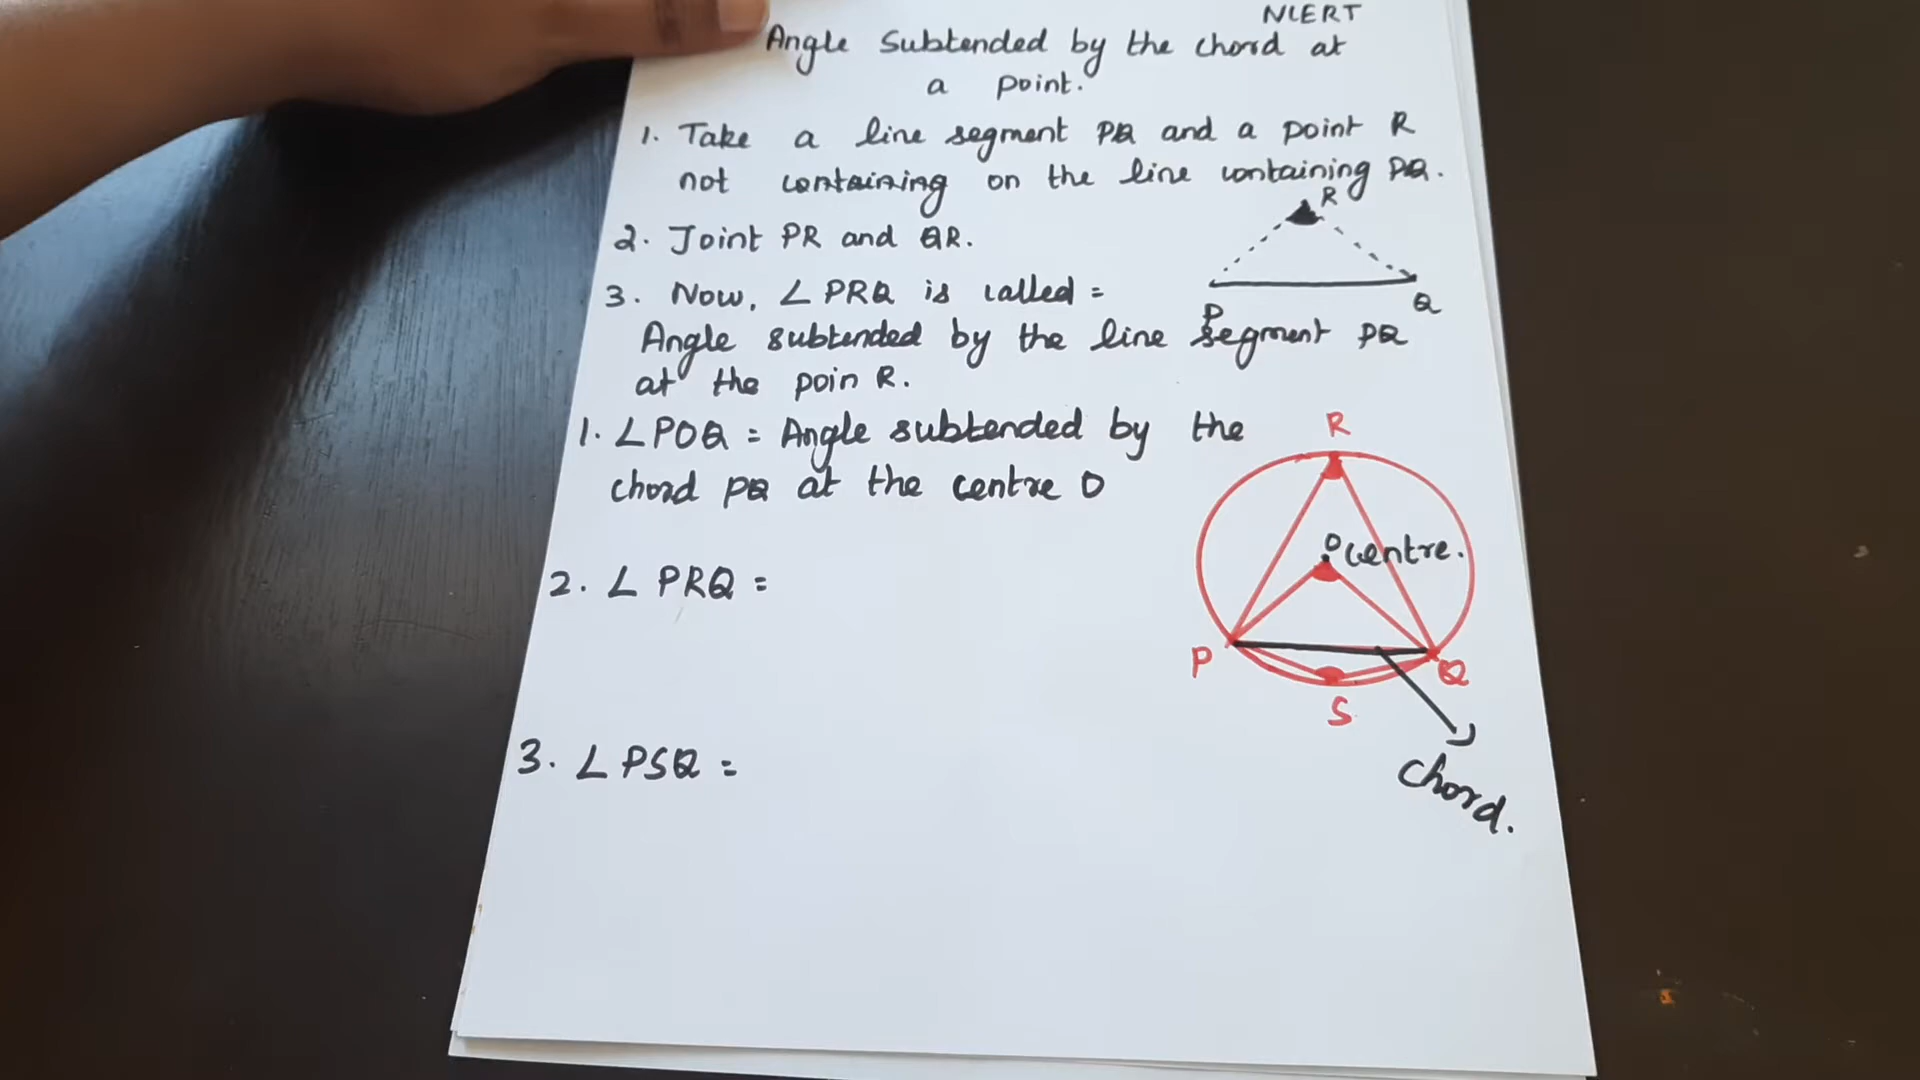 NCERT
Angle Subtended by the chord at
a point.
1. Take a line segment PQ and a point R
not containing on the line containing PQ.
2. Joint PR and QR.
3. Now, ∠ PRQ is called =
Angle subtended by the line segment PQ
at the poin R.
R
P
Q
1. ∠POQ = Angle subtended by the
chord PQ at the centre O
2. ∠ PRQ =
3. ∠ PSQ =
R
O centre.
P
Q
S
chord.